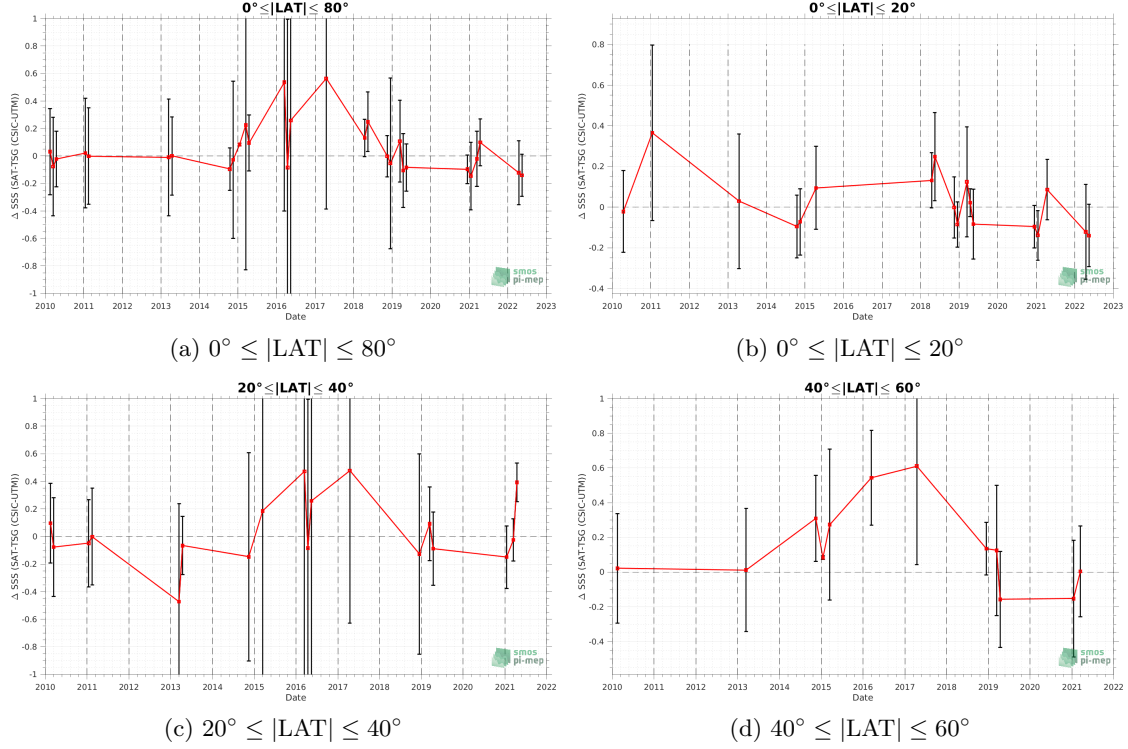 0°≤|LAT|≤ 80°
Δ SSS (SAT-TSG (CSIC-UTM))
1
0.8
0.6
0.4
0.2
0
-0.2
-0.4
-0.6
-0.8
-1
smos
pi-mep
2010 2011 2012 2013 2014 2015 2016 2017 2018 2019 2020 2021 2022 2023
Date
(a) 0° ≤ |LAT| ≤ 80°
0°≤|LAT|≤ 20°
Δ SSS (SAT-TSG (CSIC-UTM))
0.8
0.6
0.4
0.2
0
-0.2
-0.4
smos
pi-mep
2010 2011 2012 2013 2014 2015 2016 2017 2018 2019 2020 2021 2022 2023
Date
(b) 0° ≤ |LAT| ≤ 20°
20°≤|LAT|≤ 40°
Δ SSS (SAT-TSG (CSIC-UTM))
1
0.8
0.6
0.4
0.2
0
-0.2
-0.4
-0.6
-0.8
-1
smos
pi-mep
2010 2011 2012 2013 2014 2015 2016 2017 2018 2019 2020 2021 2022
Date
(c) 20° ≤ |LAT| ≤ 40°
40°≤|LAT|≤ 60°
Δ SSS (SAT-TSG (CSIC-UTM))
1
0.8
0.6
0.4
0.2
0
-0.2
-0.4
smos
pi-mep
2010 2011 2012 2013 2014 2015 2016 2017 2018 2019 2020 2021 2022
Date
(d) 40° ≤ |LAT| ≤ 60°